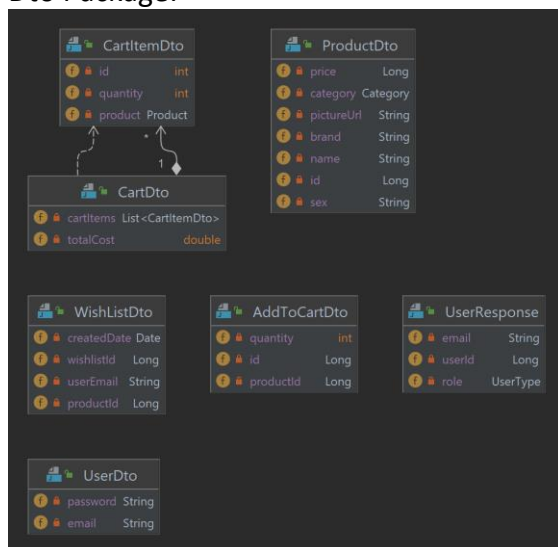 Dto Package:
CartItemDto
id int
quantity int
product Product
ProductDto
price Long
category Category
pictureUrl String
brand String
name String
id Long
sex String
*
1
CartDto
cartItems List<CartItemDto>
totalCost double
WishListDto
createdDate Date
wishlistId Long
userEmail String
productId Long
AddToCartDto
quantity int
id Long
productId Long
UserResponse
email String
userId Long
role UserType
UserDto
password String
email String